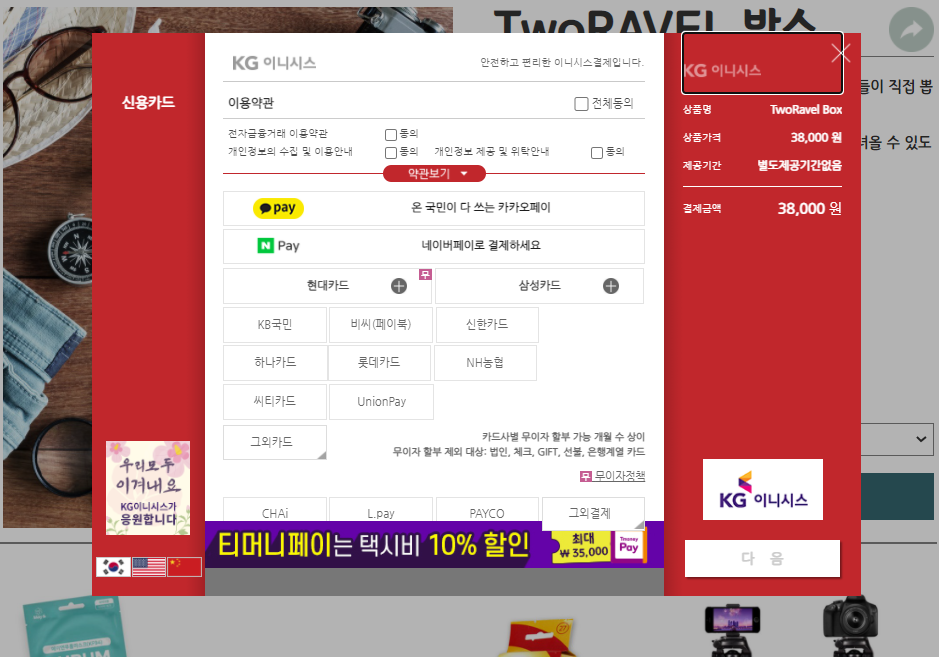 TwoRAVEL 박스
들이 직접 뽑
여올 수 있도
신용카드
우리모두
이겨내요
KG이니시스가
응원합니다
KG 이니시스
안전하고 편리한 이니시스결제입니다.
이용약관
전체동의
전자금융거래 이용약관
동의
개인정보의 수집 및 이용안내
동의
개인정보 제공 및 위탁안내
동의
약관보기
pay
온 국민이 다 쓰는 카카오페이
N Pay
네이버페이로 결제하세요
현대카드
무
삼성카드
KB국민
비씨(페이북)
신한카드
하나카드
롯데카드
NH농협
씨티카드
UnionPay
그외카드
카드사별 무이자 할부 가능 개월 수 상이
무이자 할부 제외 대상: 법인, 체크, GIFT, 선불, 은행계열 카드
무 무이자정책
CHAi
L.pay
PAYCO
그외결제
티머니페이는 택시비 10% 할인
최대
₩ 35,000
Tmoney
Pay
KG 이니시스
상품명
TwoRavel Box
상품가격
38,000 원
제공기간
별도제공기간없음
결제금액
38,000 원
KG 이니시스
다 음